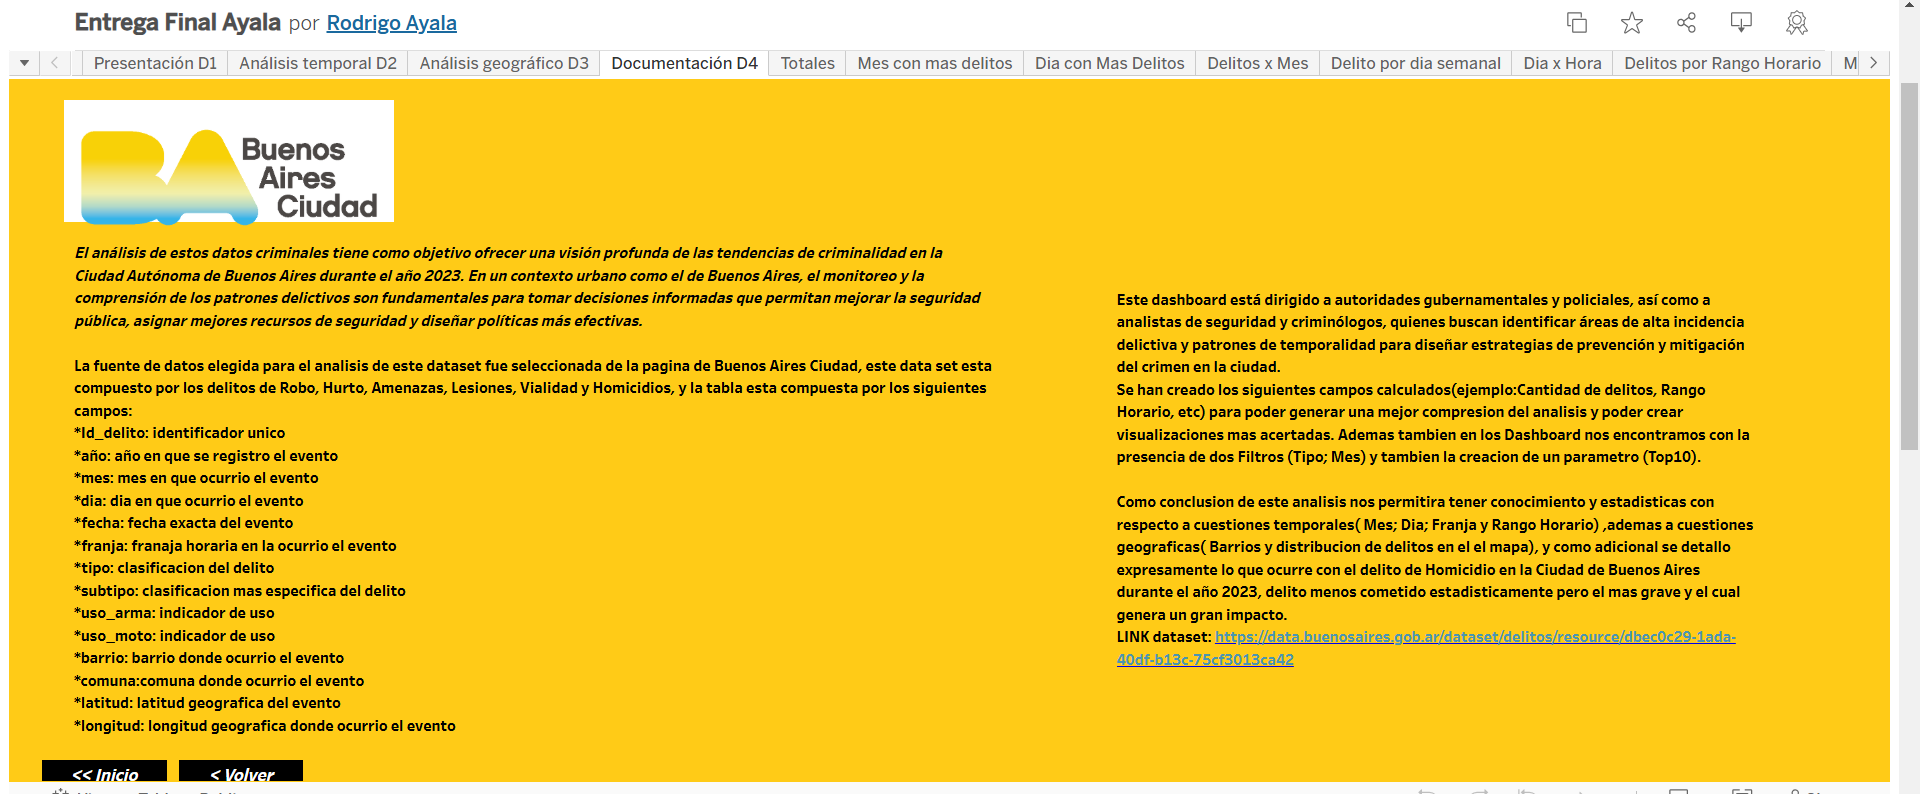 Entrega Final Ayala por Rodrigo Ayala
Presentación D1
Análisis temporal D2
Análisis geográfico D3
Documentación D4
Totales
Mes con mas delitos
Dia con Mas Delitos
Delitos x Mes
Delito por dia semanal
Dia x Hora
Delitos por Rango Horario
M
BA
Buenos
Aires
Ciudad
El análisis de estos datos criminales tiene como objetivo ofrecer una visión profunda de las tendencias de criminalidad en la
Ciudad Autónoma de Buenos Aires durante el año 2023. En un contexto urbano como el de Buenos Aires, el monitoreo y la
comprensión de los patrones delictivos son fundamentales para tomar decisiones informadas que permitan mejorar la seguridad
pública, asignar mejores recursos de seguridad y diseñar políticas más efectivas.
La fuente de datos elegida para el analisis de este dataset fue seleccionada de la pagina de Buenos Aires Ciudad, este data set esta
compuesto por los delitos de Robo, Hurto, Amenazas, Lesiones, Vialidad y Homicidios, y la tabla esta compuesta por los siguientes
campos:
*Id_delito: identificador unico
*año: año en que se registro el evento
*mes: mes en que ocurrio el evento
*dia: dia en que ocurrio el evento
*fecha: fecha exacta del evento
*franja: franaja horaria en la ocurrio el evento
*tipo: clasificacion del delito
*subtipo: clasificacion mas especifica del delito
*uso_arma: indicador de uso
*uso_moto: indicador de uso
*barrio: barrio donde ocurrio el evento
*comuna:comuna donde ocurrio el evento
*latitud: latitud geografica del evento
*longitud: longitud geografica donde ocurrio el evento
Este dashboard está dirigido a autoridades gubernamentales y policiales, así como a
analistas de seguridad y criminólogos, quienes buscan identificar áreas de alta incidencia
delictiva y patrones de temporalidad para diseñar estrategias de prevención y mitigación
del crimen en la ciudad.
Se han creado los siguientes campos calculados(ejemplo:Cantidad de delitos, Rango
Horario, etc) para poder generar una mejor compresion del analisis y poder crear
visualizaciones mas acertadas. Ademas tambien en los Dashboard nos encontramos con la
presencia de dos Filtros (Tipo; Mes) y tambien la creacion de un parametro (Top10).
Como conclusion de este analisis nos permitira tener conocimiento y estadisticas con
respecto a cuestiones temporales( Mes; Dia; Franja y Rango Horario) ,ademas a cuestiones
geograficas( Barrios y distribucion de delitos en el el mapa), y como adicional se detallo
expresamente lo que ocurre con el delito de Homicidio en la Ciudad de Buenos Aires
durante el año 2023, delito menos cometido estadisticamente pero el mas grave y el cual
genera un gran impacto.
LINK dataset: https://data.buenosaires.gob.ar/dataset/delitos/resource/dbec0c29-1ada-
40df-b13c-75cf3013ca42
<< Inicio
< Volver